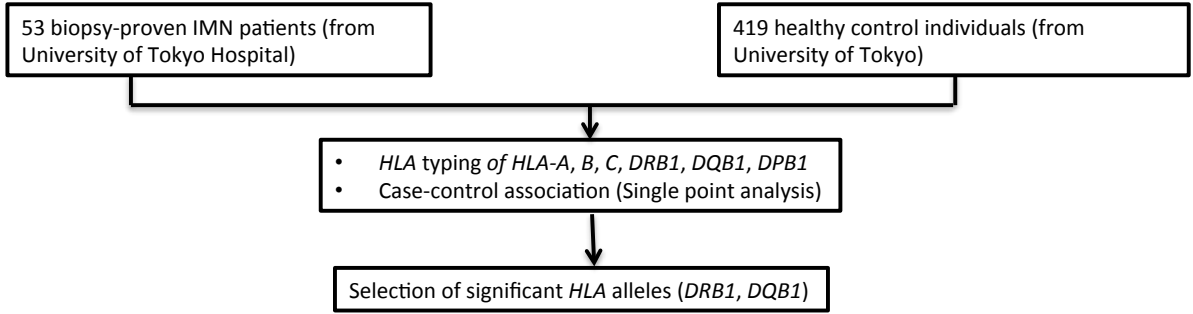 53 biopsy-proven IMN patients (from
University of Tokyo Hospital)
419 healthy control individuals (from
University of Tokyo)
• HLA typing of HLA-A, B, C, DRB1, DQB1, DPB1
• Case-control association (Single point analysis)
Selection of significant HLA alleles (DRB1, DQB1)